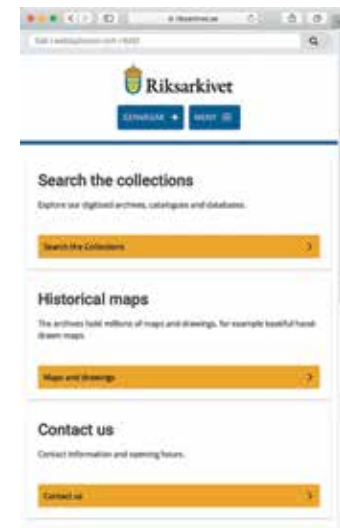 Riksarkivet
GENVÄGAR +
MENY
Search the collections
Explore our digitised archives, catalogues and databases.
Search the Collections
Historical maps
The archives hold millions of maps and drawings, for example beatiful hand-
drawn maps.
Maps and drawings
Contact us
Contact information and opening hours.
Contact us